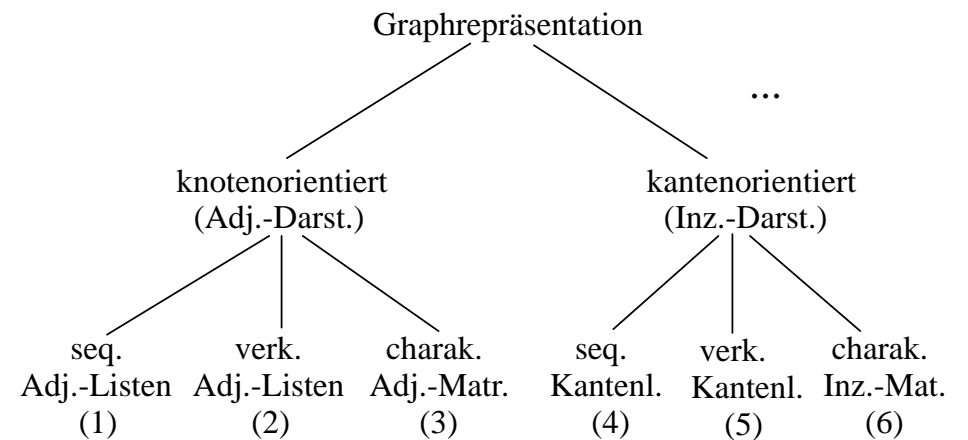 Graphrepräsentation
...
knotenorientiert
(Adj.-Darst.)
kantenorientiert
(Inz.-Darst.)
seq.
Adj.-Listen
(1)
verk.
Adj.-Listen
(2)
charak.
Adj.-Matr.
(3)
seq.
Kantenl.
(4)
verk.
Kantenl.
(5)
charak.
Inz.-Mat.
(6)